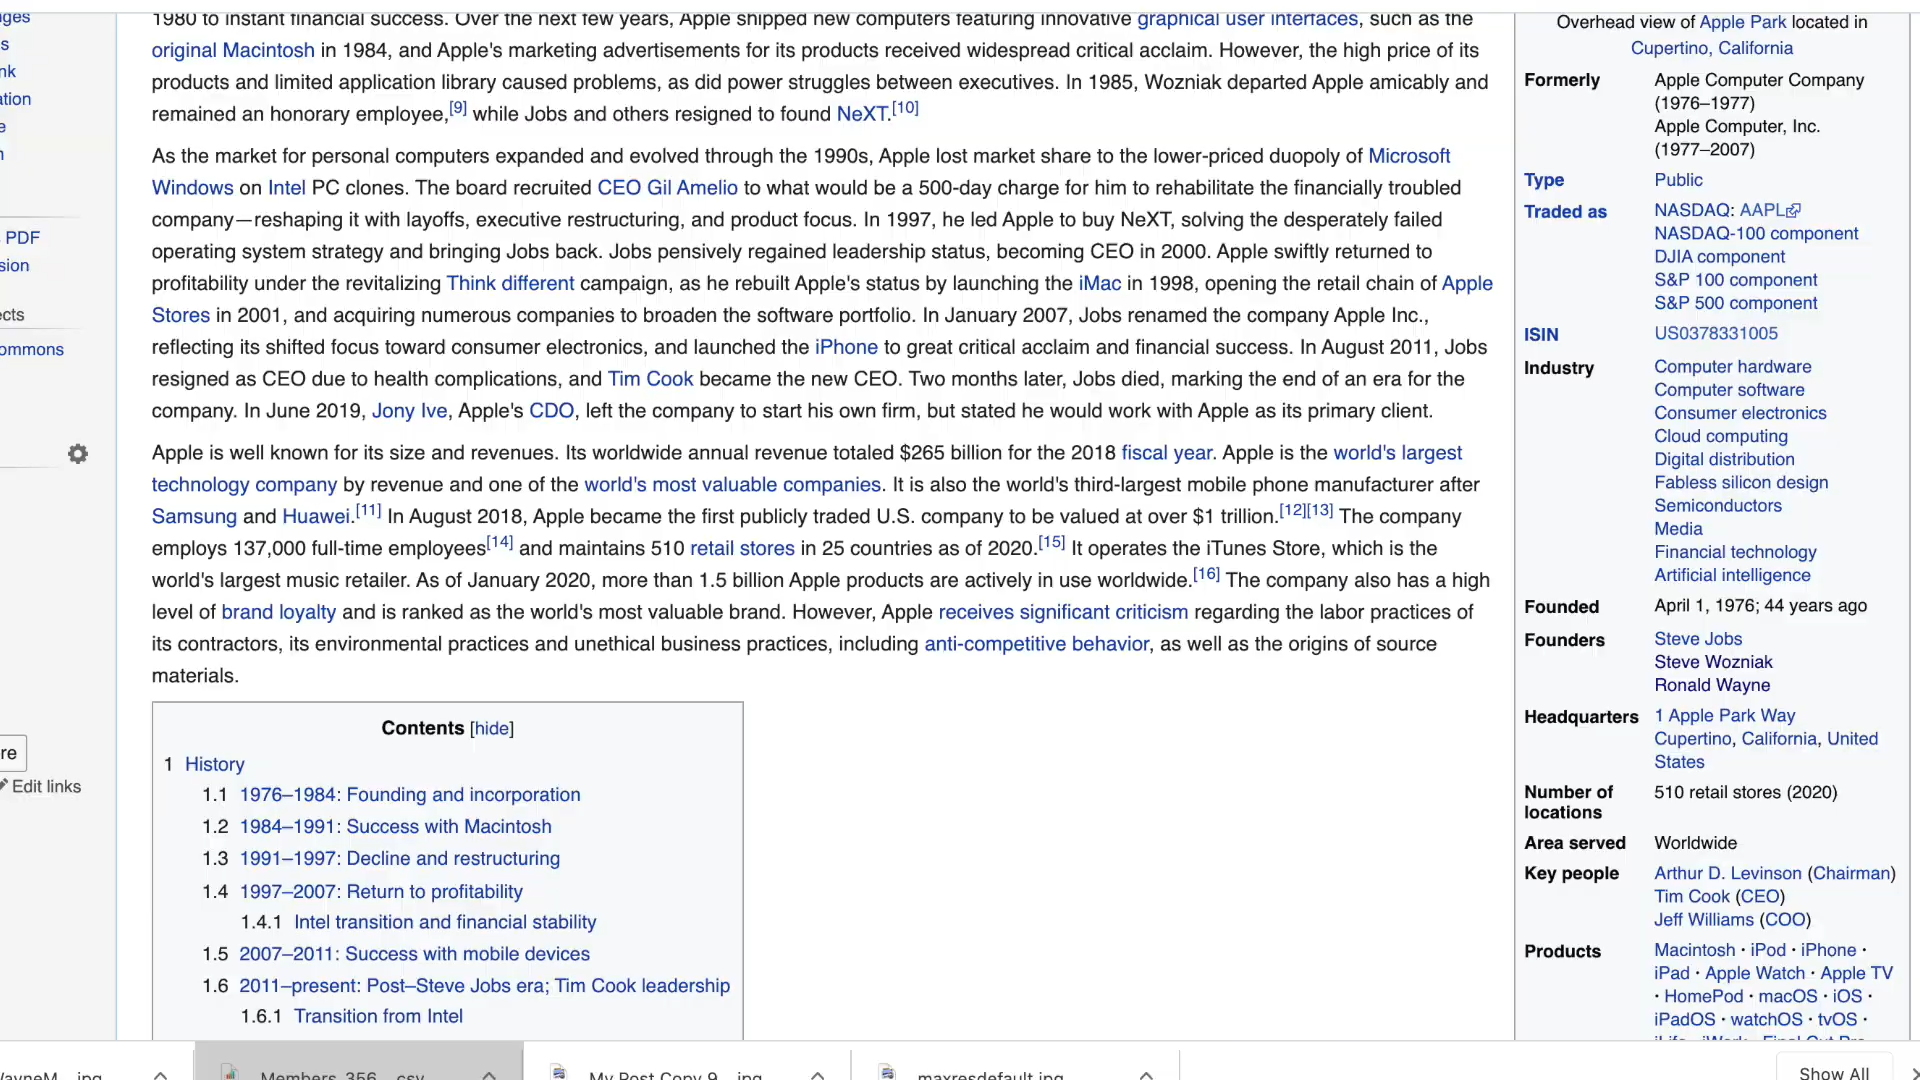 ges
s
nk
ation
e
n
PDF
sion
ects
ommons
re
Edit links
1980 to instant financial success. Over the next few years, Apple shipped new computers featuring innovative graphical user interfaces, such as the
original Macintosh in 1984, and Apple's marketing advertisements for its products received widespread critical acclaim. However, the high price of its
products and limited application library caused problems, as did power struggles between executives. In 1985, Wozniak departed Apple amicably and
remained an honorary employee,[9] while Jobs and others resigned to found NeXT.[10]
As the market for personal computers expanded and evolved through the 1990s, Apple lost market share to the lower-priced duopoly of Microsoft
Windows on Intel PC clones. The board recruited CEO Gil Amelio to what would be a 500-day charge for him to rehabilitate the financially troubled
company—reshaping it with layoffs, executive restructuring, and product focus. In 1997, he led Apple to buy NeXT, solving the desperately failed
operating system strategy and bringing Jobs back. Jobs pensively regained leadership status, becoming CEO in 2000. Apple swiftly returned to
profitability under the revitalizing Think different campaign, as he rebuilt Apple's status by launching the iMac in 1998, opening the retail chain of Apple
Stores in 2001, and acquiring numerous companies to broaden the software portfolio. In January 2007, Jobs renamed the company Apple Inc.,
reflecting its shifted focus toward consumer electronics, and launched the iPhone to great critical acclaim and financial success. In August 2011, Jobs
resigned as CEO due to health complications, and Tim Cook became the new CEO. Two months later, Jobs died, marking the end of an era for the
company. In June 2019, Jony Ive, Apple's CDO, left the company to start his own firm, but stated he would work with Apple as its primary client.
Apple is well known for its size and revenues. Its worldwide annual revenue totaled $265 billion for the 2018 fiscal year. Apple is the world's largest
technology company by revenue and one of the world's most valuable companies. It is also the world's third-largest mobile phone manufacturer after
Samsung and Huawei.[11] In August 2018, Apple became the first publicly traded U.S. company to be valued at over $1 trillion.[12][13] The company
employs 137,000 full-time employees[14] and maintains 510 retail stores in 25 countries as of 2020.[15] It operates the iTunes Store, which is the
world's largest music retailer. As of January 2020, more than 1.5 billion Apple products are actively in use worldwide.[16] The company also has a high
level of brand loyalty and is ranked as the world's most valuable brand. However, Apple receives significant criticism regarding the labor practices of
its contractors, its environmental practices and unethical business practices, including anti-competitive behavior, as well as the origins of source
materials.
Contents [hide]
1 History
1.1 1976–1984: Founding and incorporation
1.2 1984–1991: Success with Macintosh
1.3 1991–1997: Decline and restructuring
1.4 1997–2007: Return to profitability
1.4.1 Intel transition and financial stability
1.5 2007–2011: Success with mobile devices
1.6 2011–present: Post–Steve Jobs era; Tim Cook leadership
1.6.1 Transition from Intel
Overhead view of Apple Park located in
Cupertino, California
Formerly Apple Computer Company
(1976–1977)
Apple Computer, Inc.
(1977–2007)
Type Public
Traded as NASDAQ: AAPL
NASDAQ-100 component
DJIA component
S&P 100 component
S&P 500 component
ISIN US0378331005
Industry Computer hardware
Computer software
Consumer electronics
Cloud computing
Digital distribution
Fabless silicon design
Semiconductors
Media
Financial technology
Artificial intelligence
Founded April 1, 1976; 44 years ago
Founders Steve Jobs
Steve Wozniak
Ronald Wayne
Headquarters 1 Apple Park Way
Cupertino, California, United
States
Number of locations 510 retail stores (2020)
Area served Worldwide
Key people Arthur D. Levinson (Chairman)
Tim Cook (CEO)
Jeff Williams (COO)
Products Macintosh · iPod · iPhone ·
iPad · Apple Watch · Apple TV
· HomePod · macOS · iOS ·
iPadOS · watchOS · tvOS ·
iLife · iWork · Final Cut Pro
WayneM....jpg
Members_356....csv
My Post Copy 9....jpg
maxresdefault.jpg
Show All